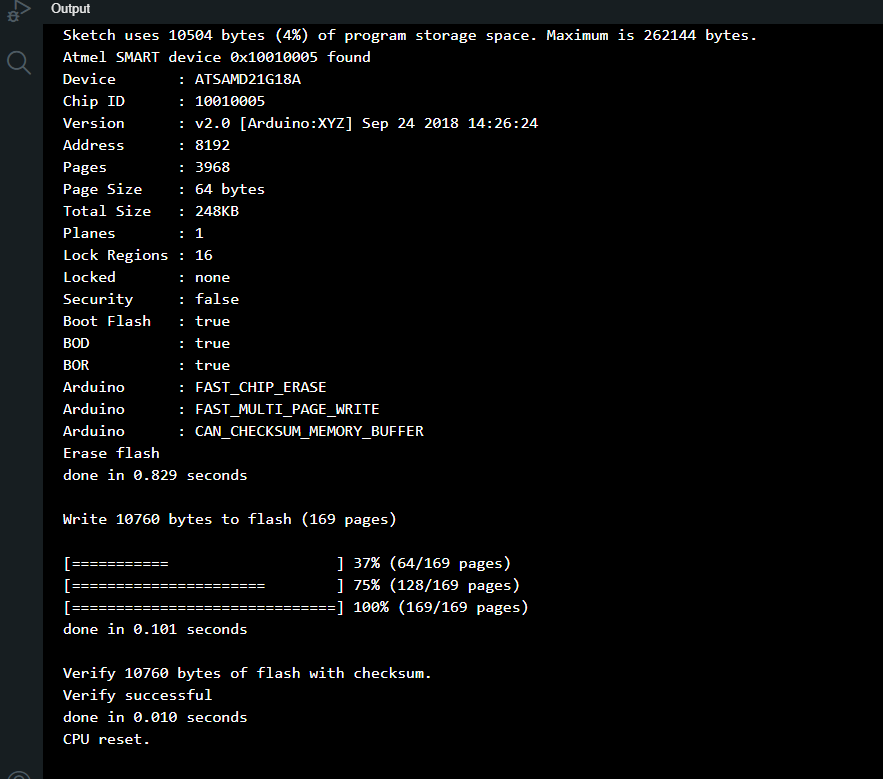 Output
Sketch uses 10504 bytes (4%) of program storage space. Maximum is 262144 bytes.
Atmel SMART device 0x10010005 found
Device       : ATSAMD21G18A
Chip ID      : 10010005
Version      : v2.0 [Arduino:XYZ] Sep 24 2018 14:26:24
Address      : 8192
Pages        : 3968
Page Size    : 64 bytes
Total Size   : 248KB
Planes       : 1
Lock Regions : 16
Locked       : none
Security     : false
Boot Flash   : true
BOD          : true
BOR          : true
Arduino      : FAST_CHIP_ERASE
Arduino      : FAST_MULTI_PAGE_WRITE
Arduino      : CAN_CHECKSUM_MEMORY_BUFFER
Erase flash
done in 0.829 seconds
Write 10760 bytes to flash (169 pages)
[===========                   ] 37% (64/169 pages)
[======================        ] 75% (128/169 pages)
[==============================] 100% (169/169 pages)
done in 0.101 seconds
Verify 10760 bytes of flash with checksum.
Verify successful
done in 0.010 seconds
CPU reset.